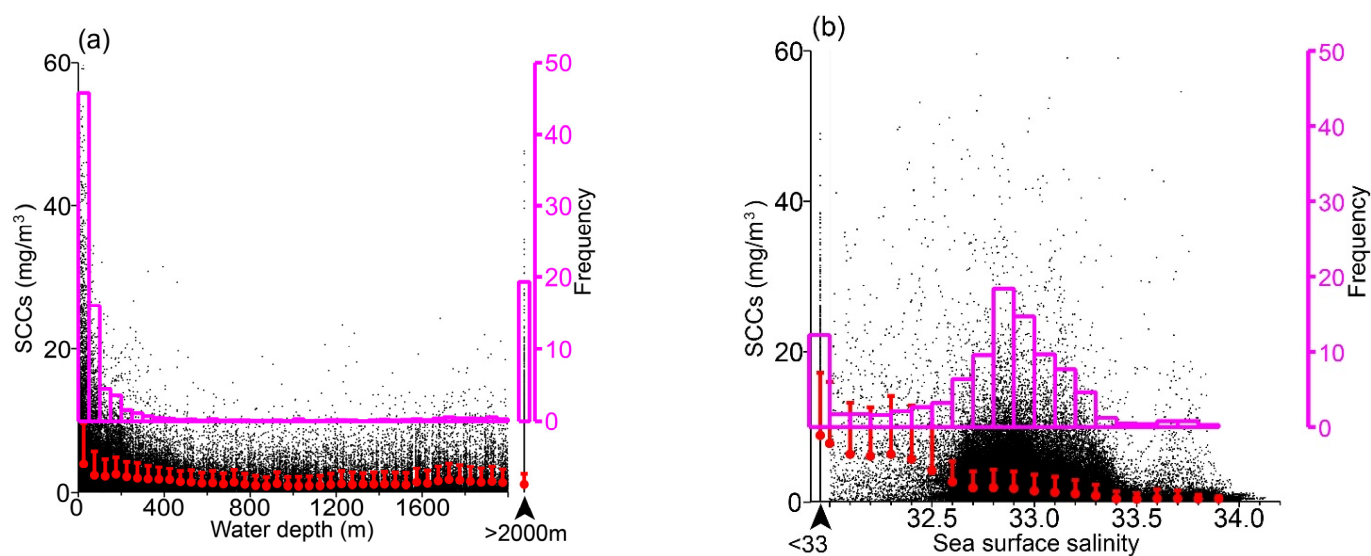 (a)
60
40
20
0
SCCs (mg/m³)
50
40
30
20
10
0
Frequency
0 400 800 1200 1600
Water depth (m)
>2000m
(b)
60
40
20
0
SCCs (mg/m³)
50
40
30
20
10
0
Frequency
<33
32.5 33.0 33.5 34.0
Sea surface salinity